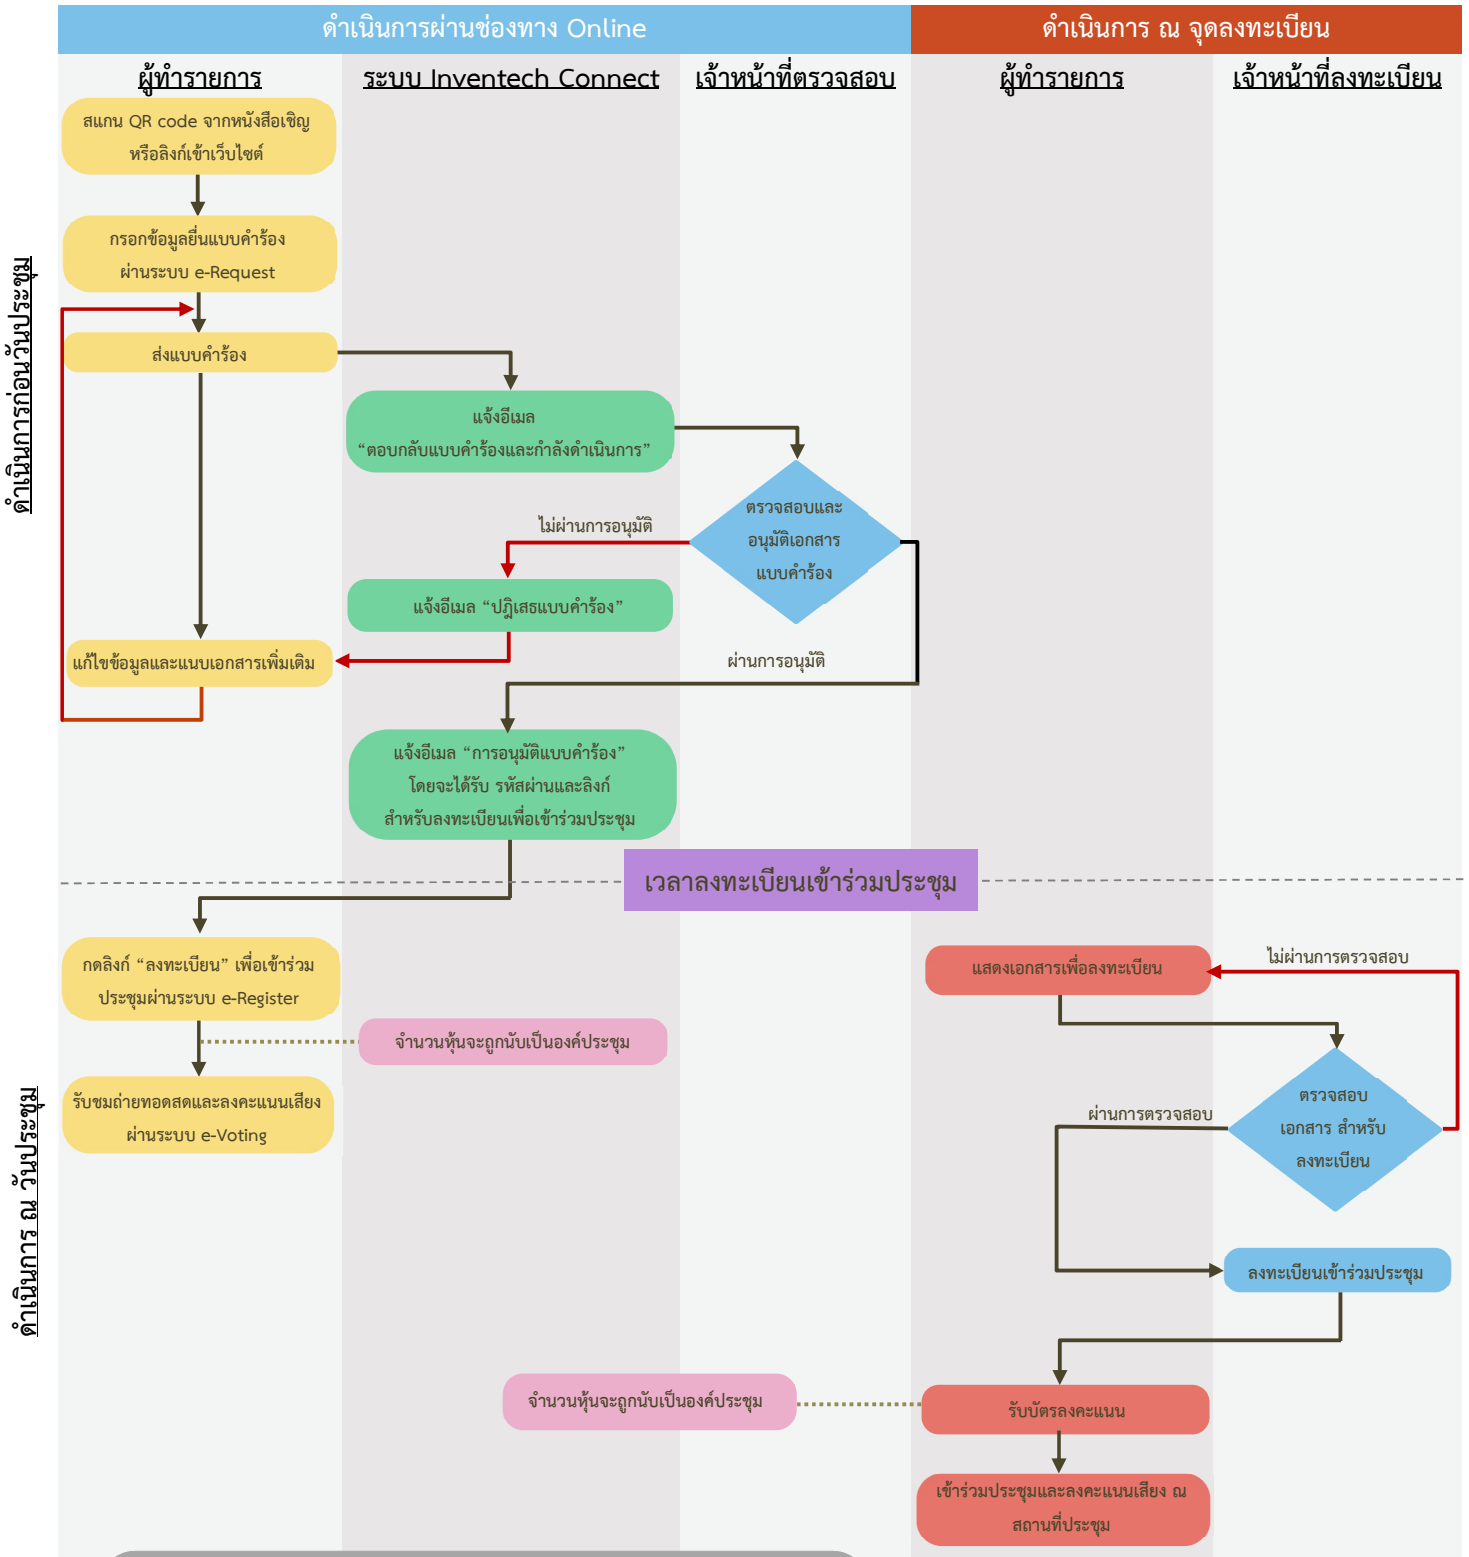 ดำเนินการผ่านช่องทาง Online
ดำเนินการ ณ จุดลงทะเบียน
ผู้ทำรายการ
ระบบ Inventech Connect
เจ้าหน้าที่ตรวจสอบ
ผู้ทำรายการ
เจ้าหน้าที่ลงทะเบียน
ดำเนินการก่อนวันประชุม
สแกน QR code จากหนังสือเชิญ
หรือลิงก์เข้าเว็บไซต์
กรอกข้อมูลยื่นแบบคำร้อง
ผ่านระบบ e-Request
ส่งแบบคำร้อง
แจ้งอีเมล
“ตอบกลับแบบคำร้องและกำลังดำเนินการ”
ตรวจสอบและ
อนุมัติเอกสาร
แบบคำร้อง
ไม่ผ่านการอนุมัติ
แจ้งอีเมล “ปฎิเสธแบบคำร้อง”
แก้ไขข้อมูลและแนบเอกสารเพิ่มเติม
ผ่านการอนุมัติ
แจ้งอีเมล “การอนุมัติแบบคำร้อง”
โดยจะได้รับ รหัสผ่านและลิงก์
สำหรับลงทะเบียนเพื่อเข้าร่วมประชุม
เวลาลงทะเบียนเข้าร่วมประชุม
ดำเนินการ ณ วันประชุม
กดลิงก์ “ลงทะเบียน” เพื่อเข้าร่วม
ประชุมผ่านระบบ e-Register
จำนวนหุ้นจะถูกนับเป็นองค์ประชุม
รับชมถ่ายทอดสดและลงคะแนนเสียง
ผ่านระบบ e-Voting
แสดงเอกสารเพื่อลงทะเบียน
ไม่ผ่านการตรวจสอบ
ตรวจสอบ
เอกสาร สำหรับ
ลงทะเบียน
ผ่านการตรวจสอบ
ลงทะเบียนเข้าร่วมประชุม
จำนวนหุ้นจะถูกนับเป็นองค์ประชุม
รับบัตรลงคะแนน
เข้าร่วมประชุมและลงคะแนนเสียง ณ
สถานที่ประชุม